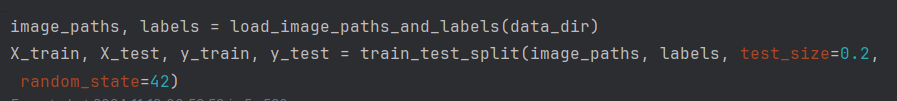 image_paths, labels = load_image_paths_and_labels(data_dir)
X_train, X_test, y_train, y_test = train_test_split(image_paths, labels, test_size=0.2,
random_state=42)